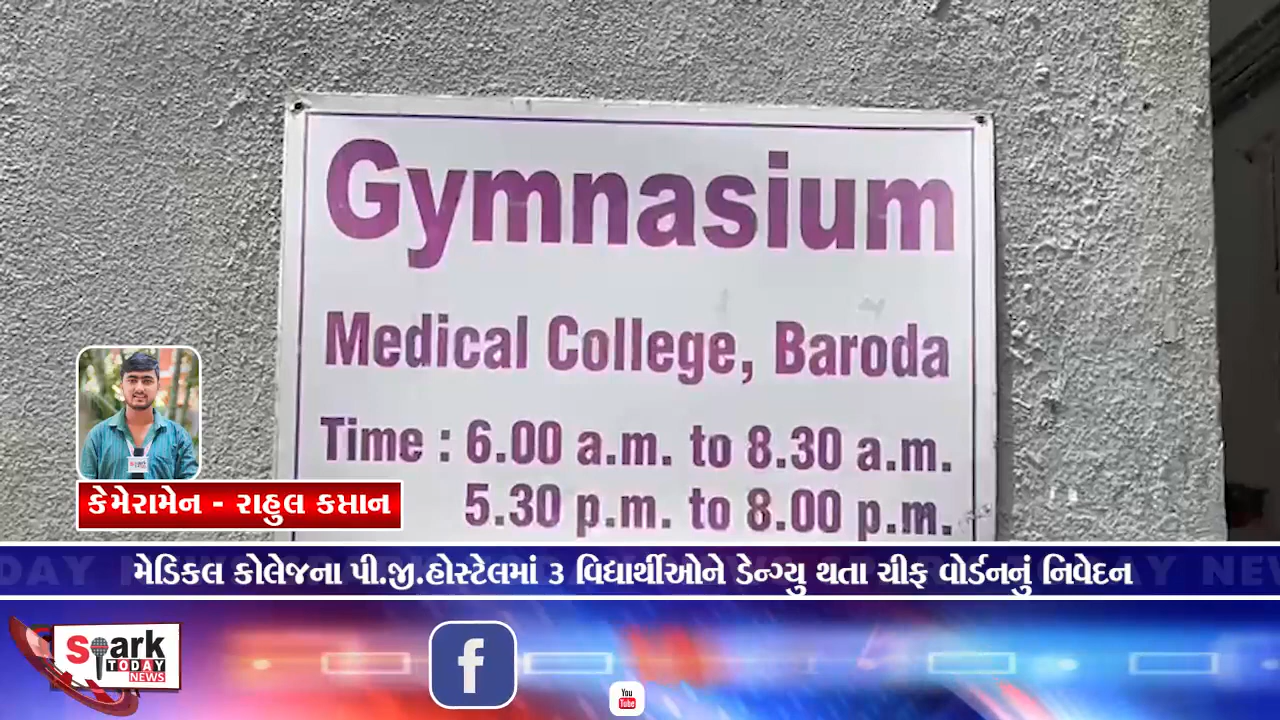 Gymnasium
Medical College, Baroda
Time : 6.00 a.m. to 8.30 a.m.
5.30 p.m. to 8.00 p.m.
કેમેરામેન - રાહુલ કપ્તાન
મેડિકલ કોલેજના પી.જી.હોસ્ટેલમાં ૩ વિદ્યાર્થીઓને ડેન્ગ્યુ થતા ચીફ વોર્ડનનું નિવેદન
Spark
TODAY
NEWS
f
You
Tube